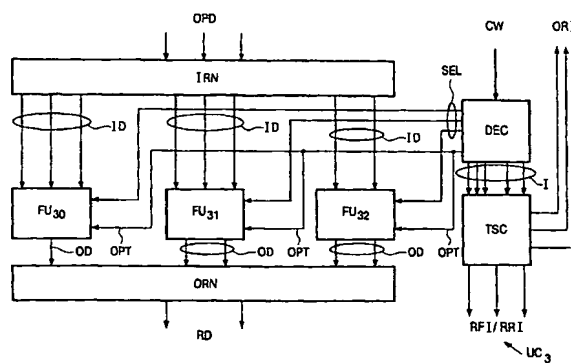 OPD
CW
ORI
IRN
SEL
DEC
ID
ID
ID
I
FU30
FU31
FU32
TSC
OPT
OPT
OPT
OD
OD
OD
ORN
RD
RFI/RRI
UC3